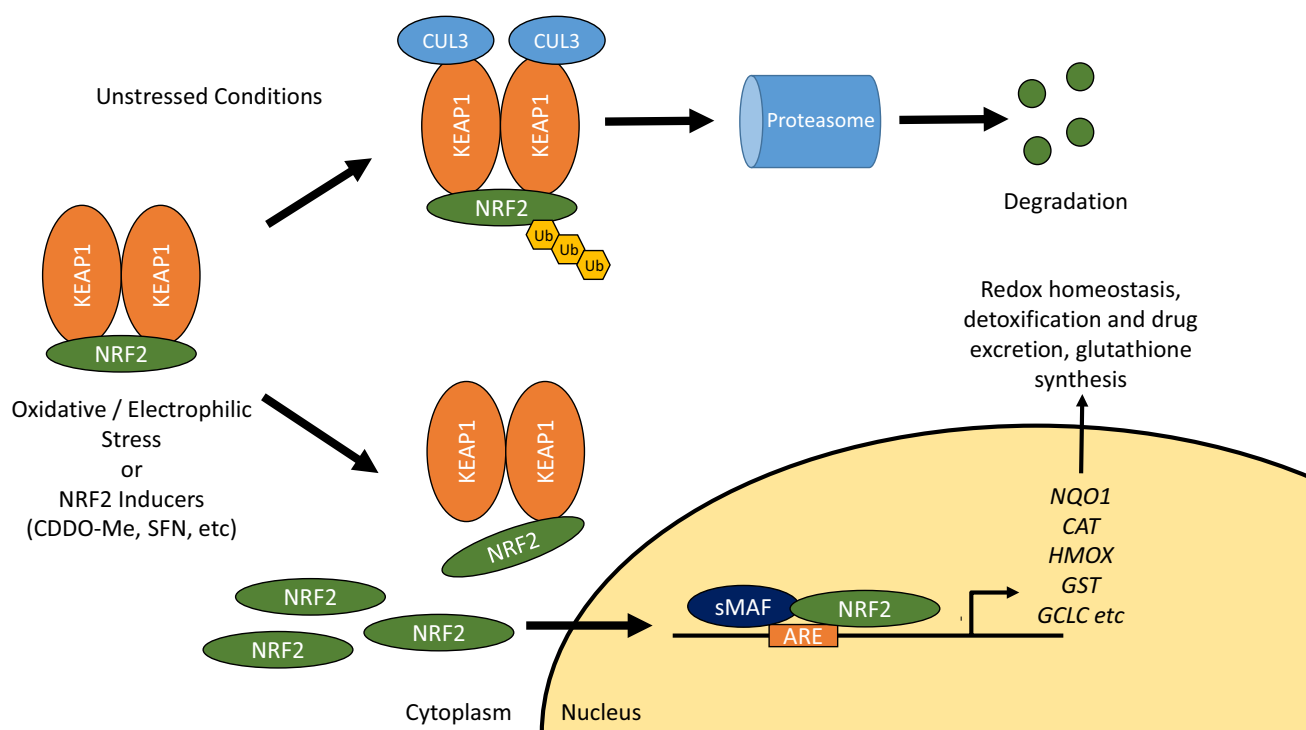 CUL3
CUL3
Unstressed Conditions
KEAP1
KEAP1
Proteasome
NRF2
Ub
Ub
Ub
Degradation
KEAP1
KEAP1
NRF2
Oxidative / Electrophilic
Stress
or
NRF2 Inducers
(CDDO-Me, SFN, etc)
KEAP1
KEAP1
NRF2
NRF2
NRF2
NRF2
Redox homeostasis,
detoxification and drug
excretion, glutathione
synthesis
NQO1
CAT
HMOX
GST
GCLC etc
sMAF
NRF2
ARE
Cytoplasm
Nucleus